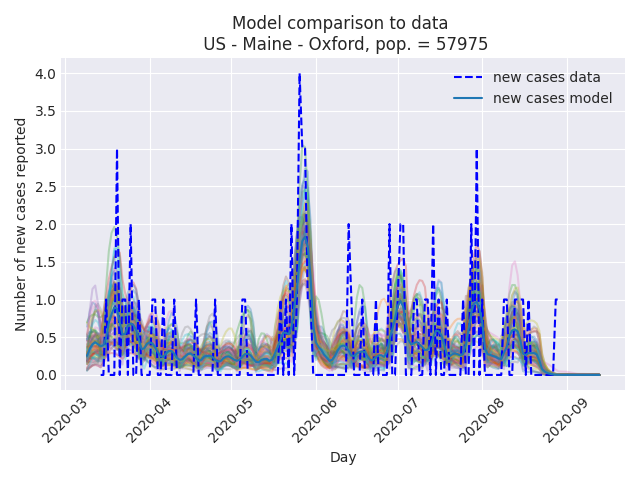 Model comparison to data
US - Maine - Oxford, pop. = 57975
new cases data
new cases model
Number of new cases reported
4.0
3.5
3.0
2.5
2.0
1.5
1.0
0.5
0.0
2020-03
2020-04
2020-05
2020-06
2020-07
2020-08
2020-09
Day